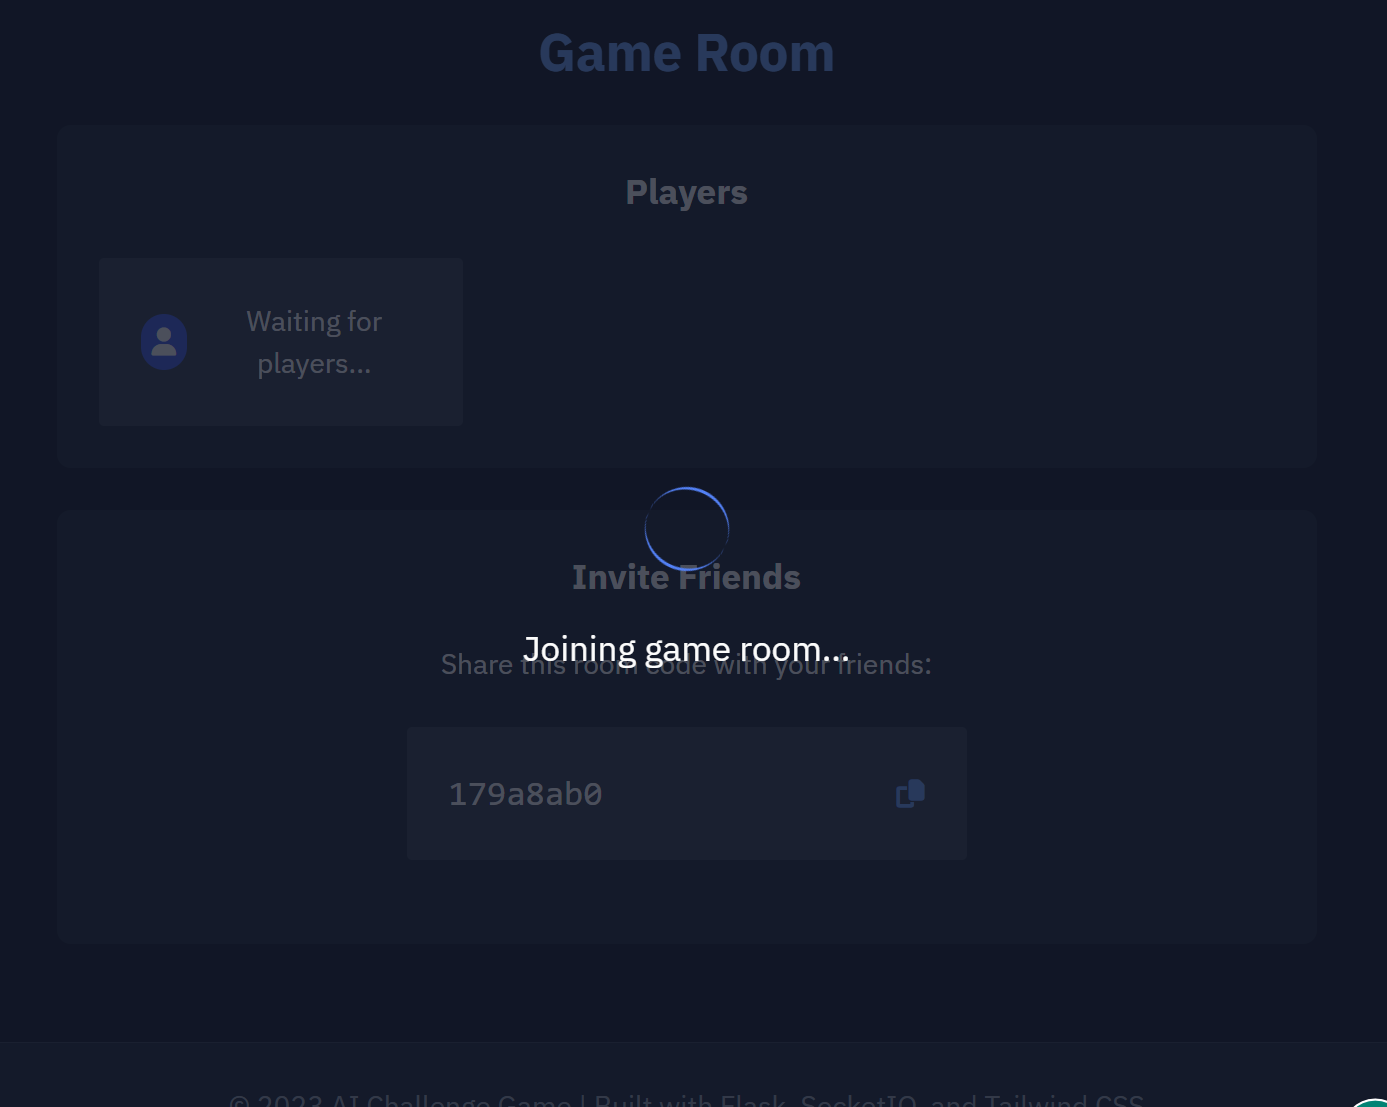 Game Room
Players
Waiting for
players...
Invite Friends
Joining game room...
Share this room code with your friends:
179a8ab0
© 2023 AI Challenge Game | Built with Flask, SocketIO, and Tailwind CSS